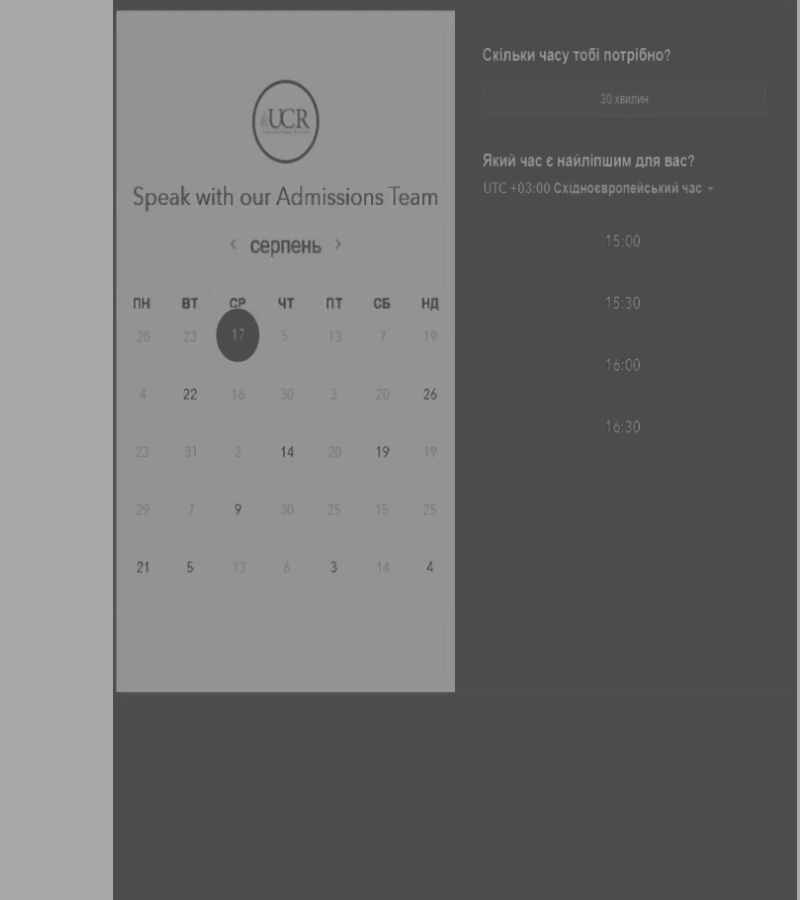 UCR
Speak with our Admissions Team
‹ серпень ›
ПН ВТ СР ЧТ ПТ СБ НД
28 23 17 5 13 7 19
4 22 16 30 3 20 26
23 31 2 14 20 19 19
29 7 9 30 25 15 25
21 5 13 6 3 14 4
Скільки часу тобі потрібно?
30 хвилин
Який час є найліпшим для вас?
UTC +03:00 Східноєвропейський час
15:00
15:30
16:00
16:30